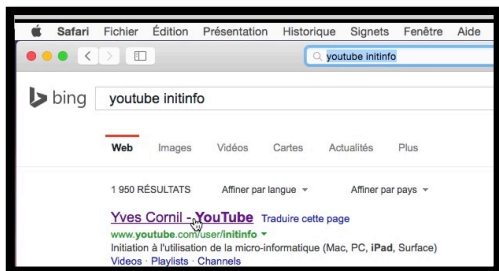 Safari Fichier Édition Présentation Historique Signets Fenêtre Aide
youtube initinfo
bing youtube initinfo
Web Images Vidéos Cartes Actualités Plus
1 950 RÉSULTATS Affiner par langue Affiner par pays
Yves Cornil - YouTube Traduire cette page
www.youtube.com/user/initinfo
Initiation à l'utilisation de la micro-informatique (Mac, PC, iPad, Surface)
Videos · Playlists · Channels